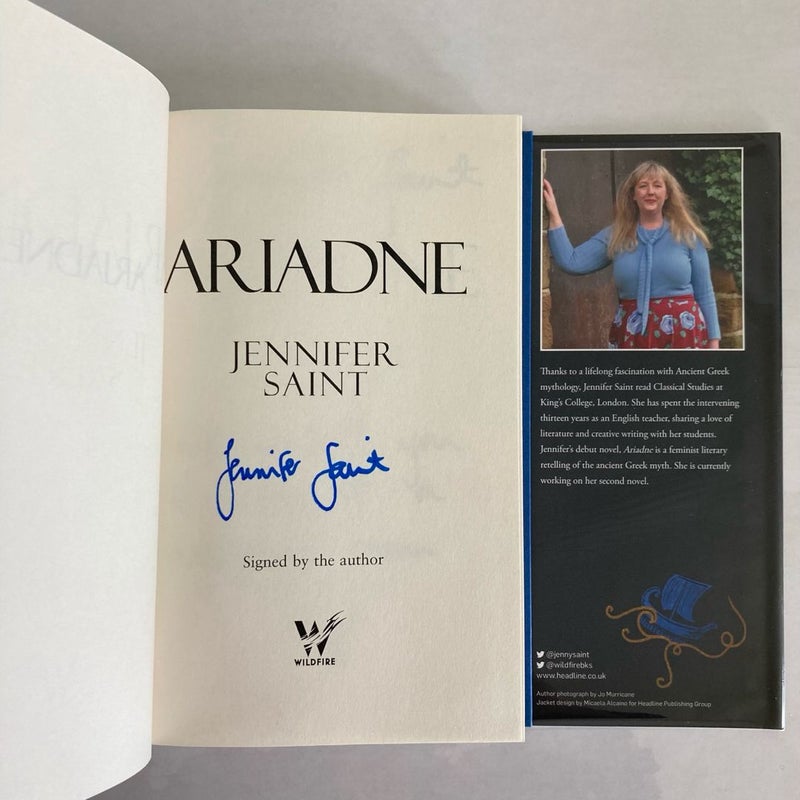 ARIADNE
JENNIFER
SAINT
Jennifer Saint
Signed by the author
W
WILDFIRE
Thanks to a lifelong fascination with Ancient Greek
mythology, Jennifer Saint read Classical Studies at
King's College, London. She has spent the intervening
thirteen years as an English teacher, sharing a love of
literature and creative writing with her students.
Jennifer's debut novel, Ariadne is a feminist literary
retelling of the ancient Greek myth. She is currently
working on her second novel.
@jennysaint
@wildfirebks
www.headline.co.uk
Author photograph by Jo Murricane
Jacket design by Micaela Alcaino for Headline Publishing Group